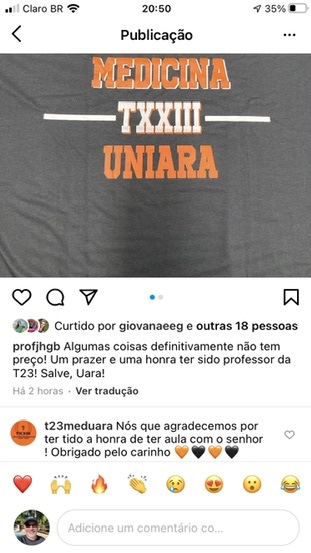 Claro BR 20:50 35%
Publicação
MEDICINA
TXXIII
UNIARA
Curtido por giovanaeeg e outras 18 pessoas
profjhgb Algumas coisas definitivamente não tem
preço! Um prazer e uma honra ter sido professor da
T23! Salve, Uara!
Há 2 horas • Ver tradução
t23meduara Nós que agradecemos por
ter tido a honra de ter aula com o senhor
! Obrigado pelo carinho 🧡🖤🧡🖤
TXXIII
Adicione um comentário co...